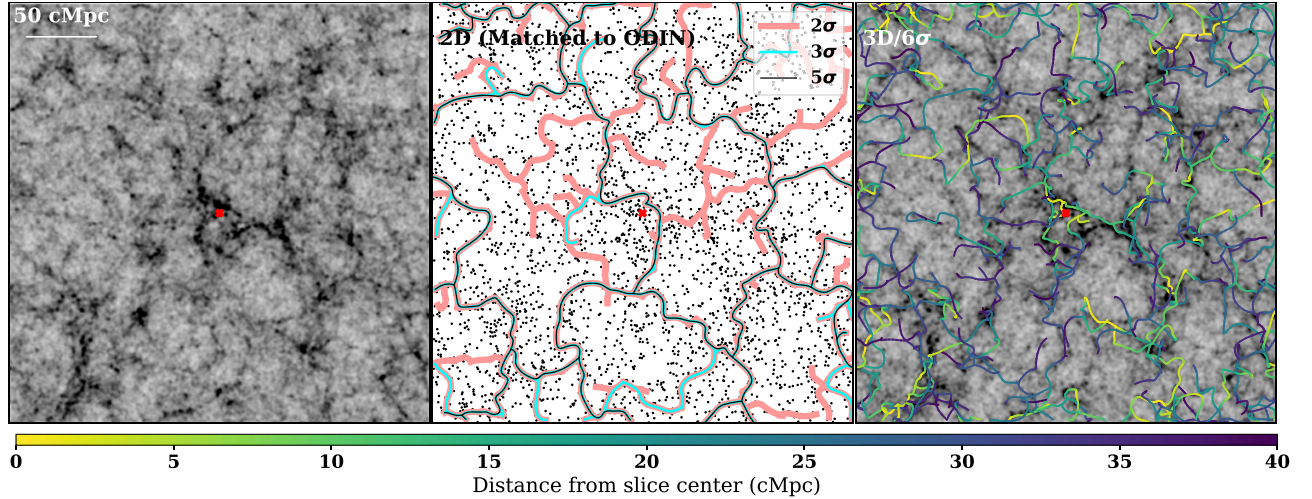 50 cMpc
2D (Matched to ODIN)
2σ
3σ
5σ
3D/6σ
0 5 10 15 20 25 30 35 40
Distance from slice center (cMpc)